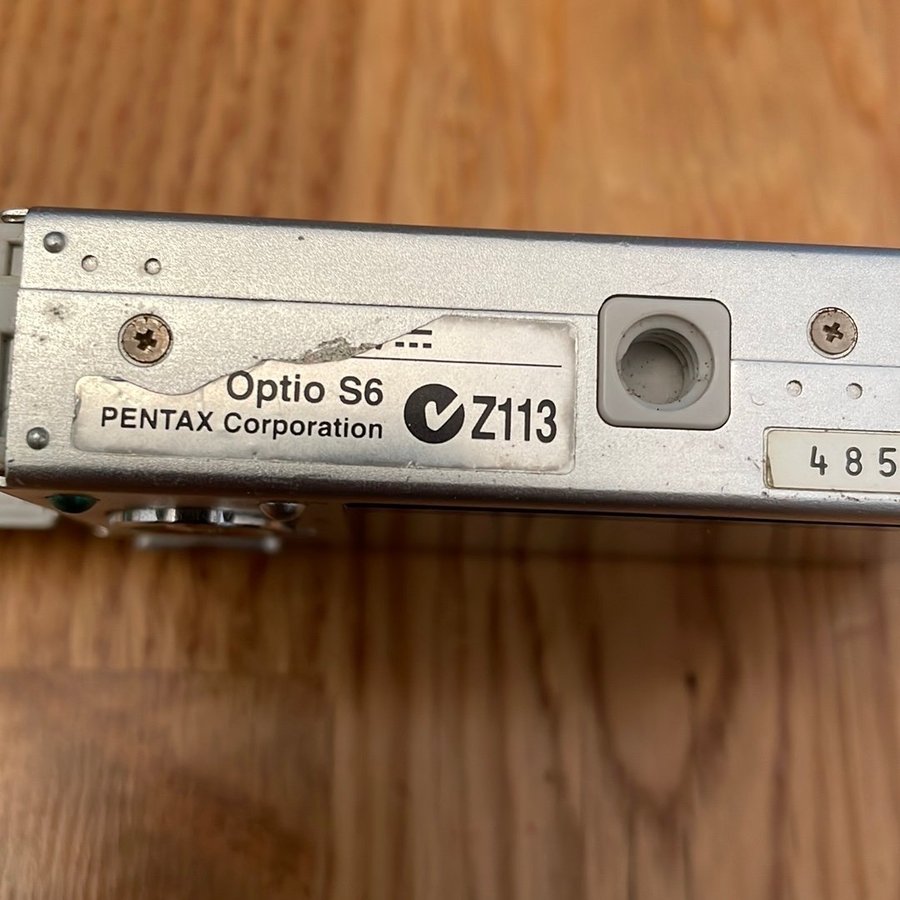 Optio S6
PENTAX Corporation
Z113
485